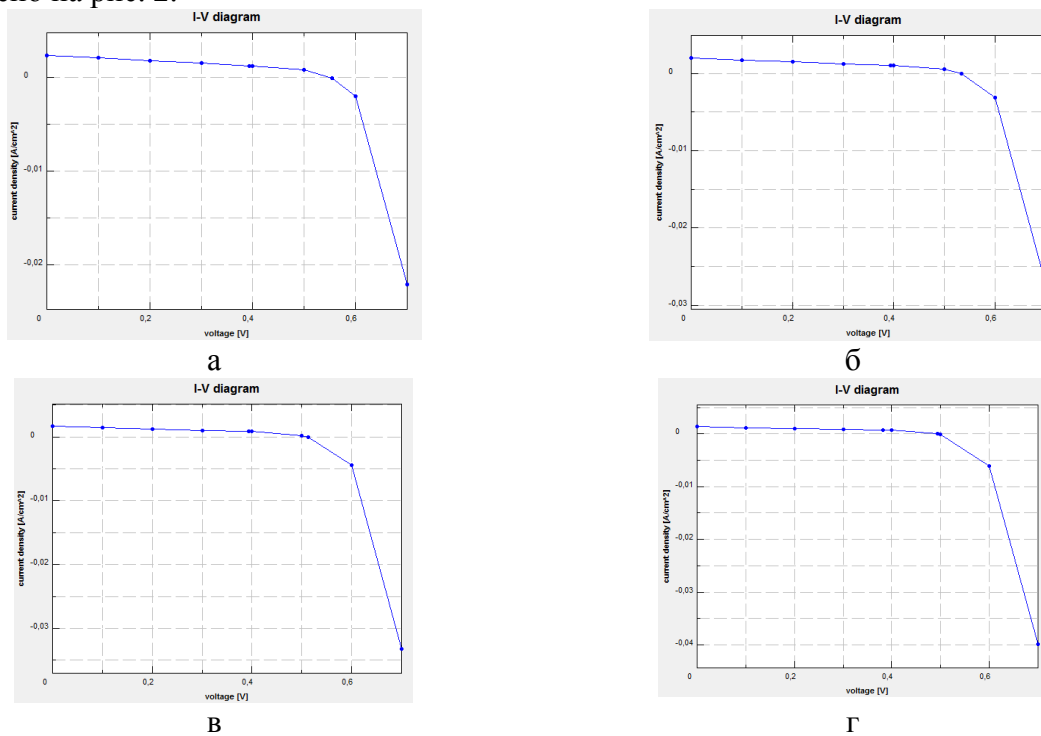 I-V diagram
current density [A/cm^2]
0
-0,01
-0,02
0 0,2 0,4 0,6
voltage [V]
а
I-V diagram
current density [A/cm^2]
0
-0,01
-0,02
-0,03
0 0,2 0,4 0,6
voltage [V]
б
I-V diagram
current density [A/cm^2]
0
-0,01
-0,02
-0,03
0 0,2 0,4 0,6
voltage [V]
в
I-V diagram
current density [A/cm^2]
0
-0,01
-0,02
-0,03
-0,04
0 0,2 0,4 0,6
voltage [V]
г